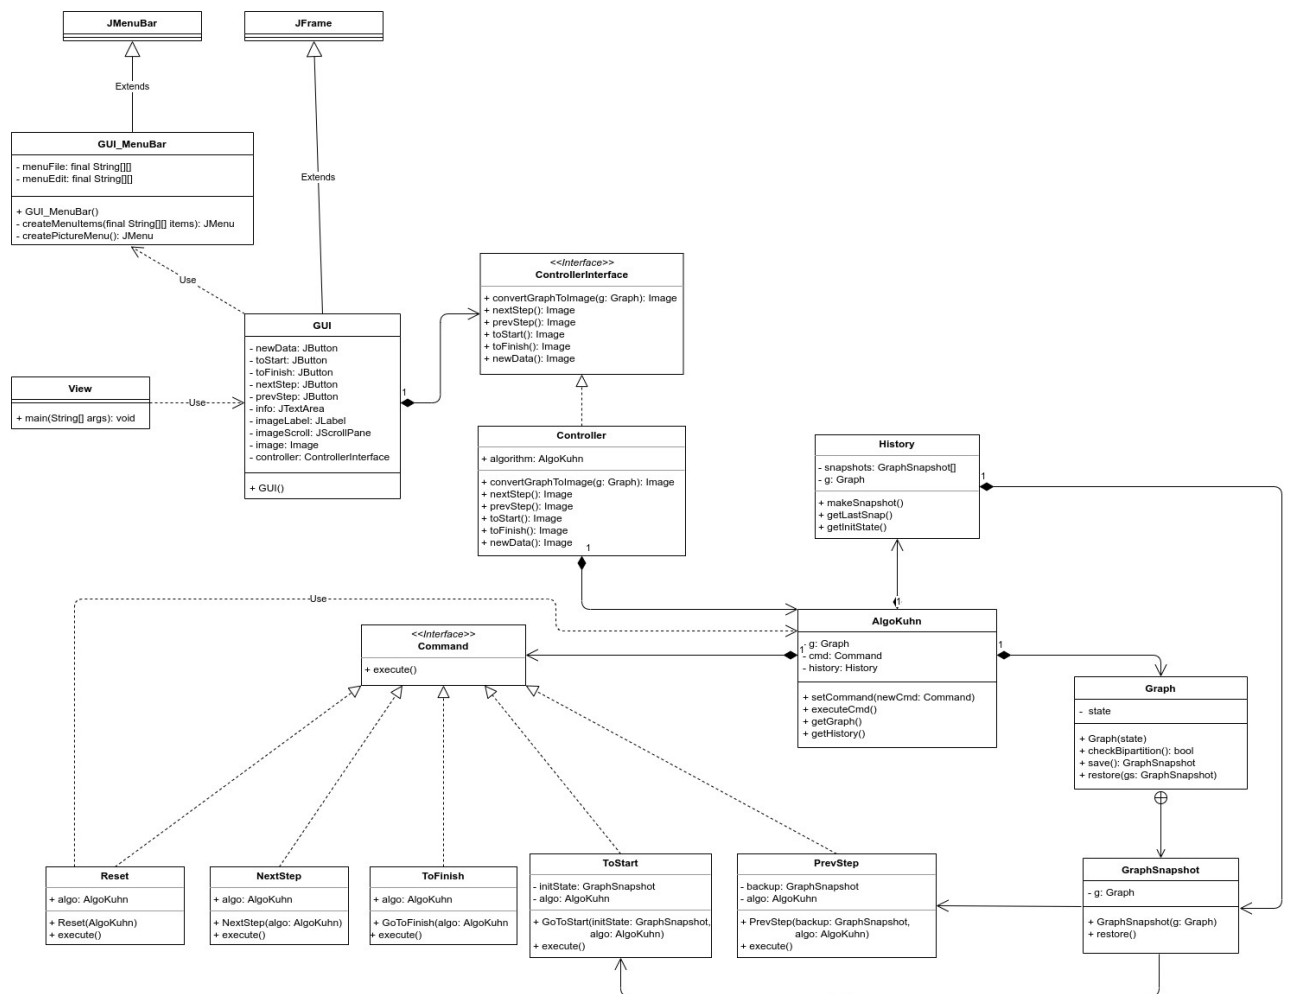 JMenuBar
JFrame
Extends
GUI_MenuBar
- menuFile: final String[][]
- menuEdit: final String[][]
+ GUI_MenuBar()
- createMenuItems(final String[][] items): JMenu
- createPictureMenu(): JMenu
Extends
Use
<<Interface>>
ControllerInterface
+ convertGraphToImage(g: Graph): Image
+ nextStep(): Image
+ prevStep(): Image
+ toStart(): Image
+ toFinish(): Image
+ newData(): Image
GUI
- newData: JButton
- toStart: JButton
- toFinish: JButton
- nextStep: JButton
- prevStep: JButton
- info: JTextArea
- imageLabel: JLabel
- imageScroll: JScrollPane
- image: Image
- controller: ControllerInterface
+ GUI()
1
View
+ main(String[] args): void
Use
Controller
+ algorithm: AlgoKuhn
+ convertGraphToImage(g: Graph): Image
+ nextStep(): Image
+ prevStep(): Image
+ toStart(): Image
+ toFinish(): Image
+ newData(): Image
1
History
- snapshots: GraphSnapshot[]
- g: Graph
+ makeSnapshot()
+ getLastSnap()
+ getInitState()
1
Use
1
<<Interface>>
Command
+ execute()
AlgoKuhn
- g: Graph
- cmd: Command
- history: History
+ setCommand(newCmd: Command)
+ executeCmd()
+ getGraph()
+ getHistory()
1
1
Graph
- state
+ Graph(state)
+ checkBipartition(): bool
+ save(): GraphSnapshot
+ restore(gs: GraphSnapshot)
Reset
+ algo: AlgoKuhn
+ Reset(AlgoKuhn)
+ execute()
NextStep
+ algo: AlgoKuhn
+ NextStep(algo: AlgoKuhn)
+ execute()
ToFinish
+ algo: AlgoKuhn
+ GoToFinish(algo: AlgoKuhn
+ execute()
ToStart
- initState: GraphSnapshot
- algo: AlgoKuhn
+ GoToStart(initState: GraphSnapshot,
algo: AlgoKuhn)
+ execute()
PrevStep
- backup: GraphSnapshot
- algo: AlgoKuhn
+ PrevStep(backup: GraphSnapshot,
algo: AlgoKuhn)
+ execute()
GraphSnapshot
- g: Graph
+ GraphSnapshot(g: Graph)
+ restore()